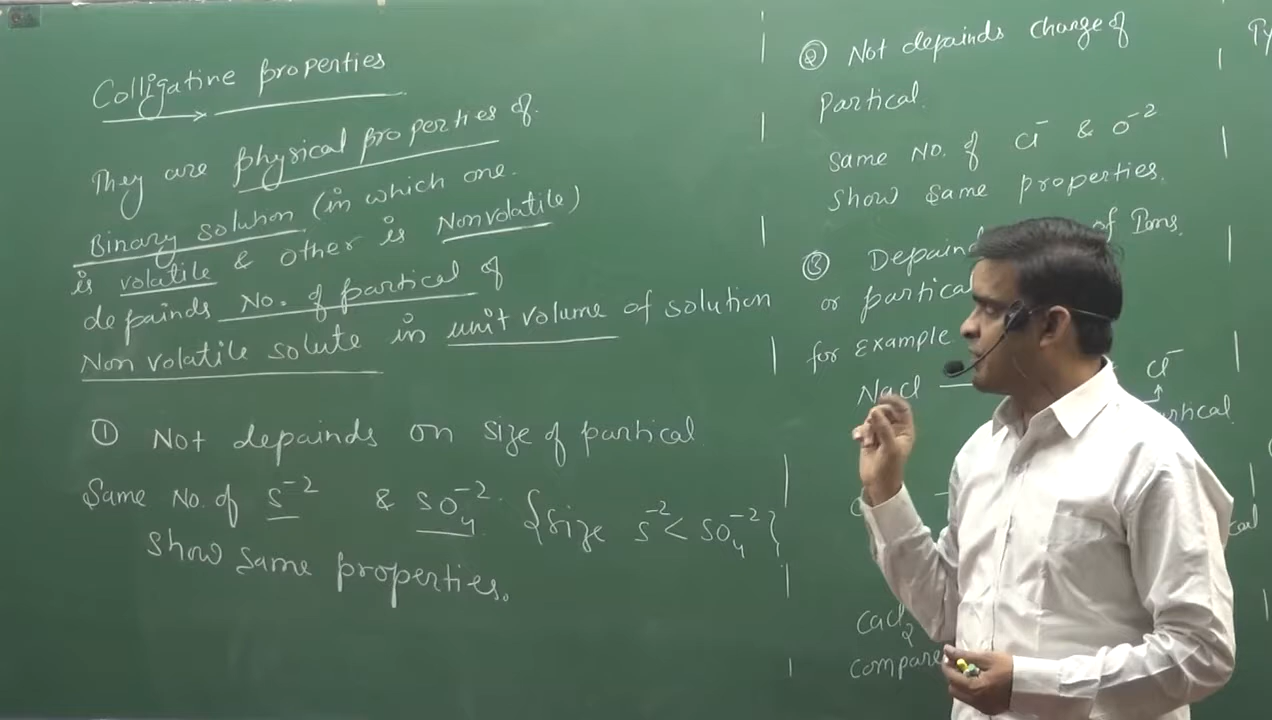 Colligative properties
They are physical properties of
Binary solution (in which one
is volatile & other is Nonvolatile)
depainds No. of partical of
Non volatile solute in unit volume of solution
① Not depainds on size of partical
Same No. of S⁻² & SO₄⁻² {size S⁻² < SO₄⁻²}
show same properties.
② Not depainds charge of
partical.
same No. of Cl⁻ & O⁻²
show same properties.
③ Depaind of Ions.
or partical
for Example
NaCl Cl⁻
artical
CaCl₂
compare